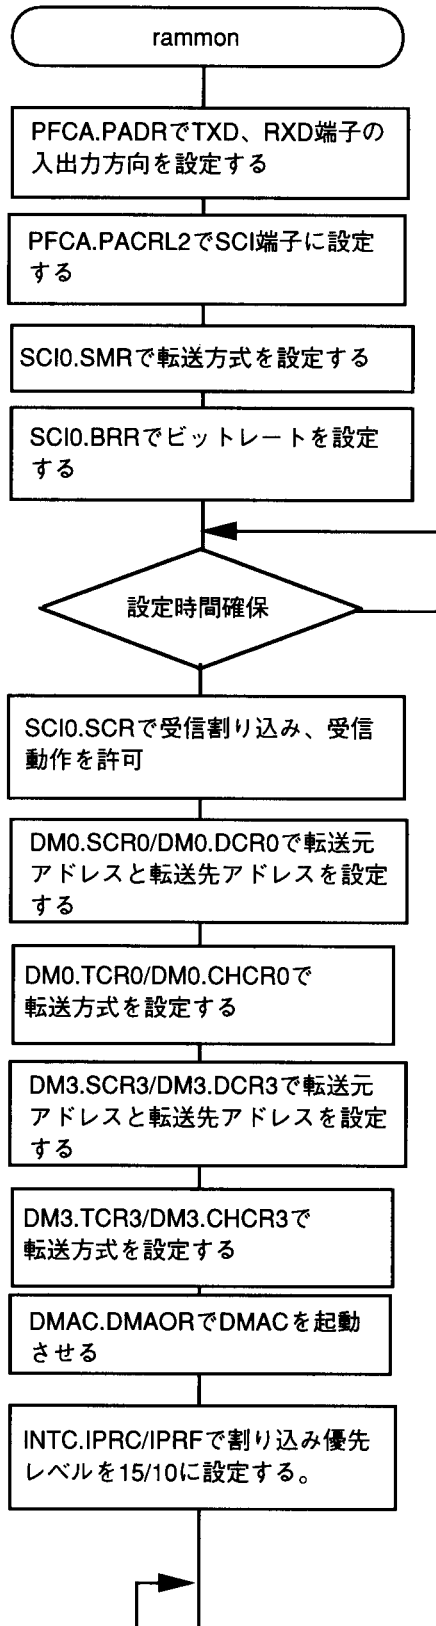 rammon
PFCA.PADRでTXD、RXD端子の
入出力方向を設定する
PFCA.PACRL2でSCI端子に設定
する
SCI0.SMRで転送方式を設定する
SCI0.BRRでビットレートを設定
する
設定時間確保
SCI0.SCRで受信割り込み、受信
動作を許可
DM0.SCR0/DM0.DCR0で転送元
アドレスと転送先アドレスを設定
する
DM0.TCR0/DM0.CHCR0で
転送方式を設定する
DM3.SCR3/DM3.DCR3で転送元
アドレスと転送先アドレスを設定
する
DM3.TCR3/DM3.CHCR3で
転送方式を設定する
DMAC.DMAORでDMACを起動
させる
INTC.IPRC/IPRFで割り込み優先
レベルを15/10に設定する。